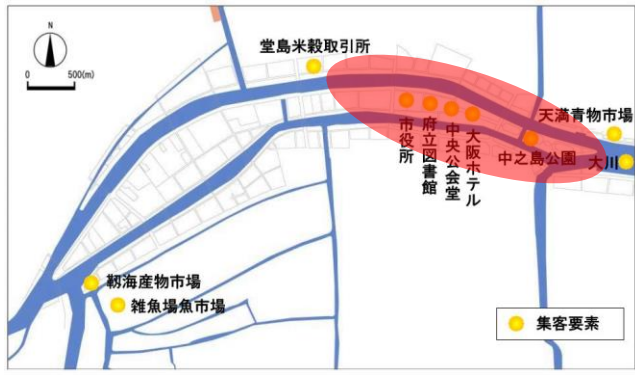 N
0 500(m)
堂島米穀取引所
天満青物市場
大川
市役所
府立図書館
中央公会堂
大阪ホテル
中之島公園
靭海産物市場
雑魚場魚市場
集客要素